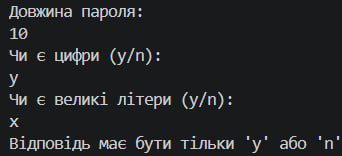 Довжина пароля:
10
Чи є цифри (y/n):
y
Чи є великі літери (y/n):
x
Відповідь має бути тільки 'y' або 'n'